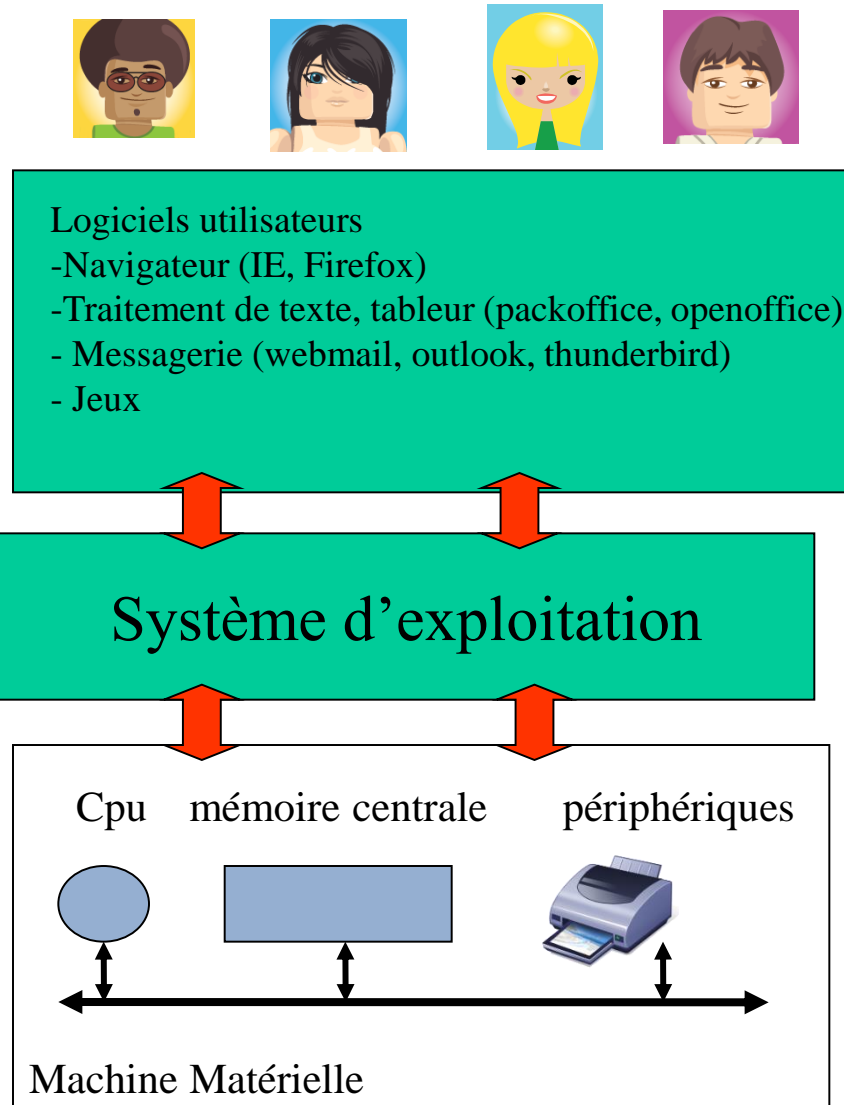 Logiciels utilisateurs
-Navigateur (IE, Firefox)
-Traitement de texte, tableur (packoffice, openoffice)
- Messagerie (webmail, outlook, thunderbird)
- Jeux
Système d’exploitation
Cpu mémoire centrale périphériques
Machine Matérielle